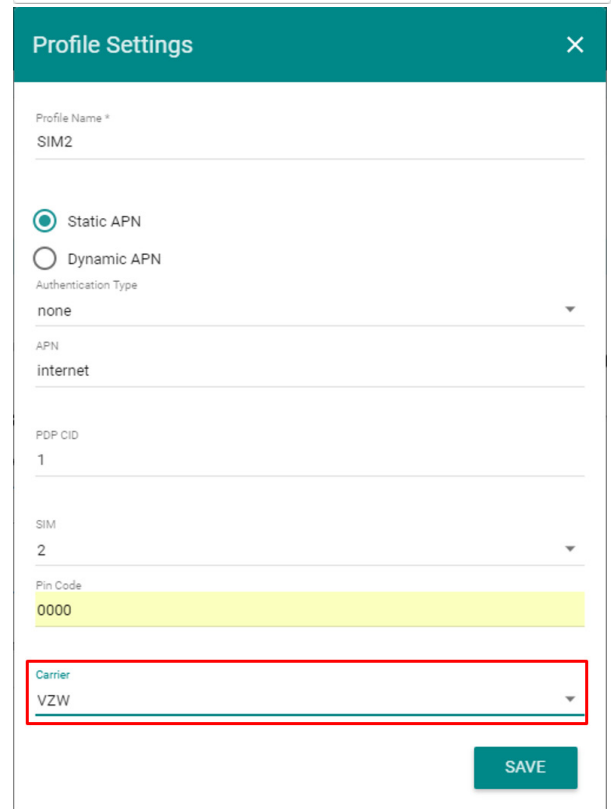 Profile Settings
Profile Name *
SIM2
Static APN
Dynamic APN
Authentication Type
none
APN
internet
PDP CID
1
SIM
2
Pin Code
0000
Carrier
VZW
SAVE